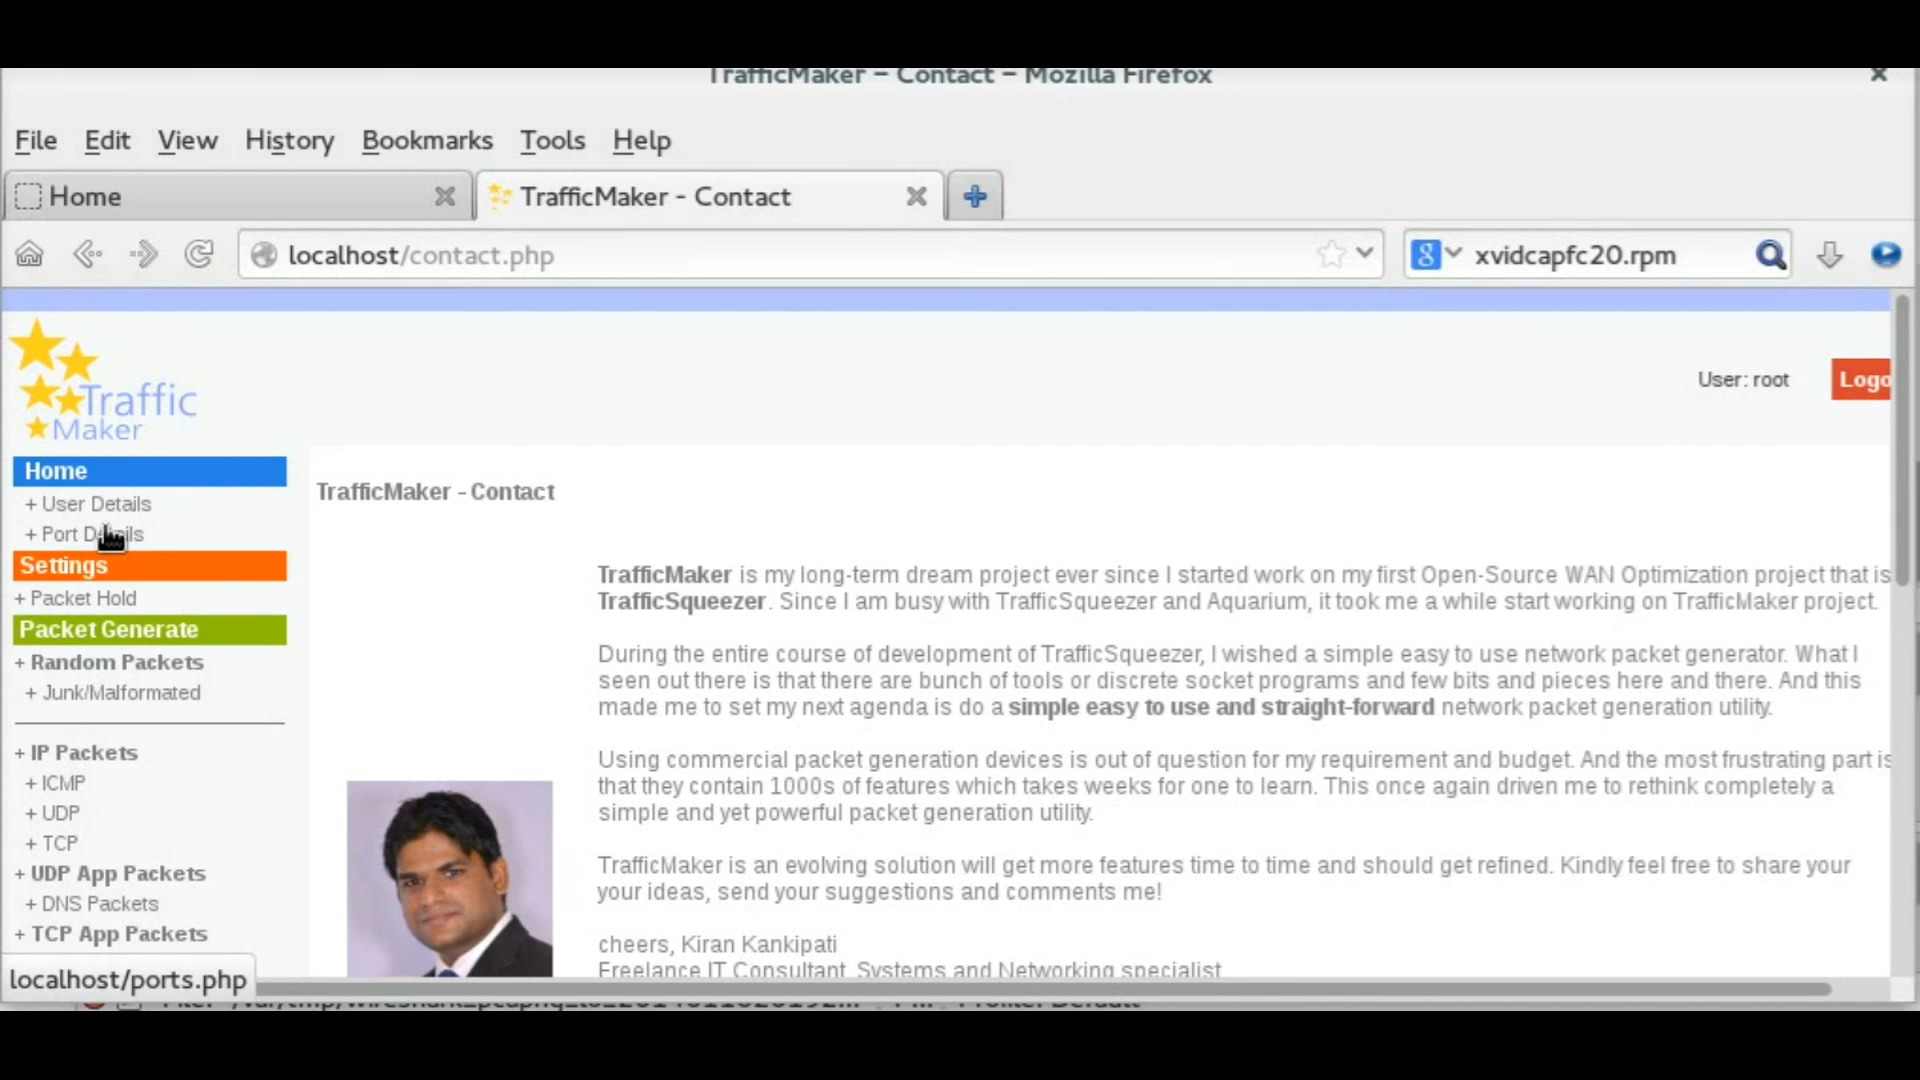 TrafficMaker – Contact – Mozilla Firefox
File Edit View History Bookmarks Tools Help
Home
TrafficMaker - Contact
localhost/contact.php
xvidcapfc20.rpm
Traffic
Maker
User: root
Logo
Home
+ User Details
+ Port Details
Settings
+ Packet Hold
Packet Generate
+ Random Packets
+ Junk/Malformated
+ IP Packets
+ ICMP
+ UDP
+ TCP
+ UDP App Packets
+ DNS Packets
+ TCP App Packets
localhost/ports.php
TrafficMaker - Contact
TrafficMaker is my long-term dream project ever since I started work on my first Open-Source WAN Optimization project that is
TrafficSqueezer. Since I am busy with TrafficSqueezer and Aquarium, it took me a while start working on TrafficMaker project.
During the entire course of development of TrafficSqueezer, I wished a simple easy to use network packet generator. What I
seen out there is that there are bunch of tools or discrete socket programs and few bits and pieces here and there. And this
made me to set my next agenda is do a simple easy to use and straight-forward network packet generation utility.
Using commercial packet generation devices is out of question for my requirement and budget. And the most frustrating part is
that they contain 1000s of features which takes weeks for one to learn. This once again driven me to rethink completely a
simple and yet powerful packet generation utility.
TrafficMaker is an evolving solution will get more features time to time and should get refined. Kindly feel free to share your
your ideas, send your suggestions and comments me!
cheers, Kiran Kankipati
Freelance IT Consultant, Systems and Networking specialist